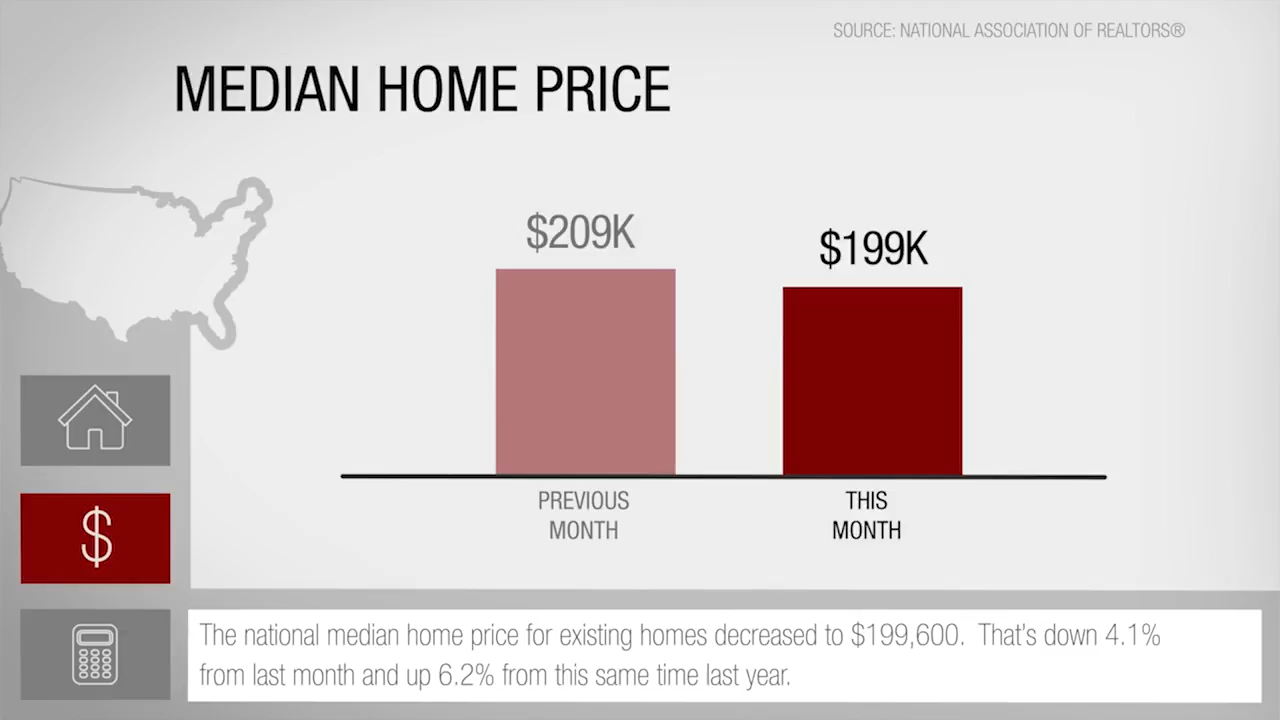 SOURCE: NATIONAL ASSOCIATION OF REALTORS®
MEDIAN HOME PRICE
$209K
$199K
PREVIOUS
MONTH
THIS
MONTH
$
The national median home price for existing homes decreased to $199,600.  That's down 4.1%
from last month and up 6.2% from this same time last year.